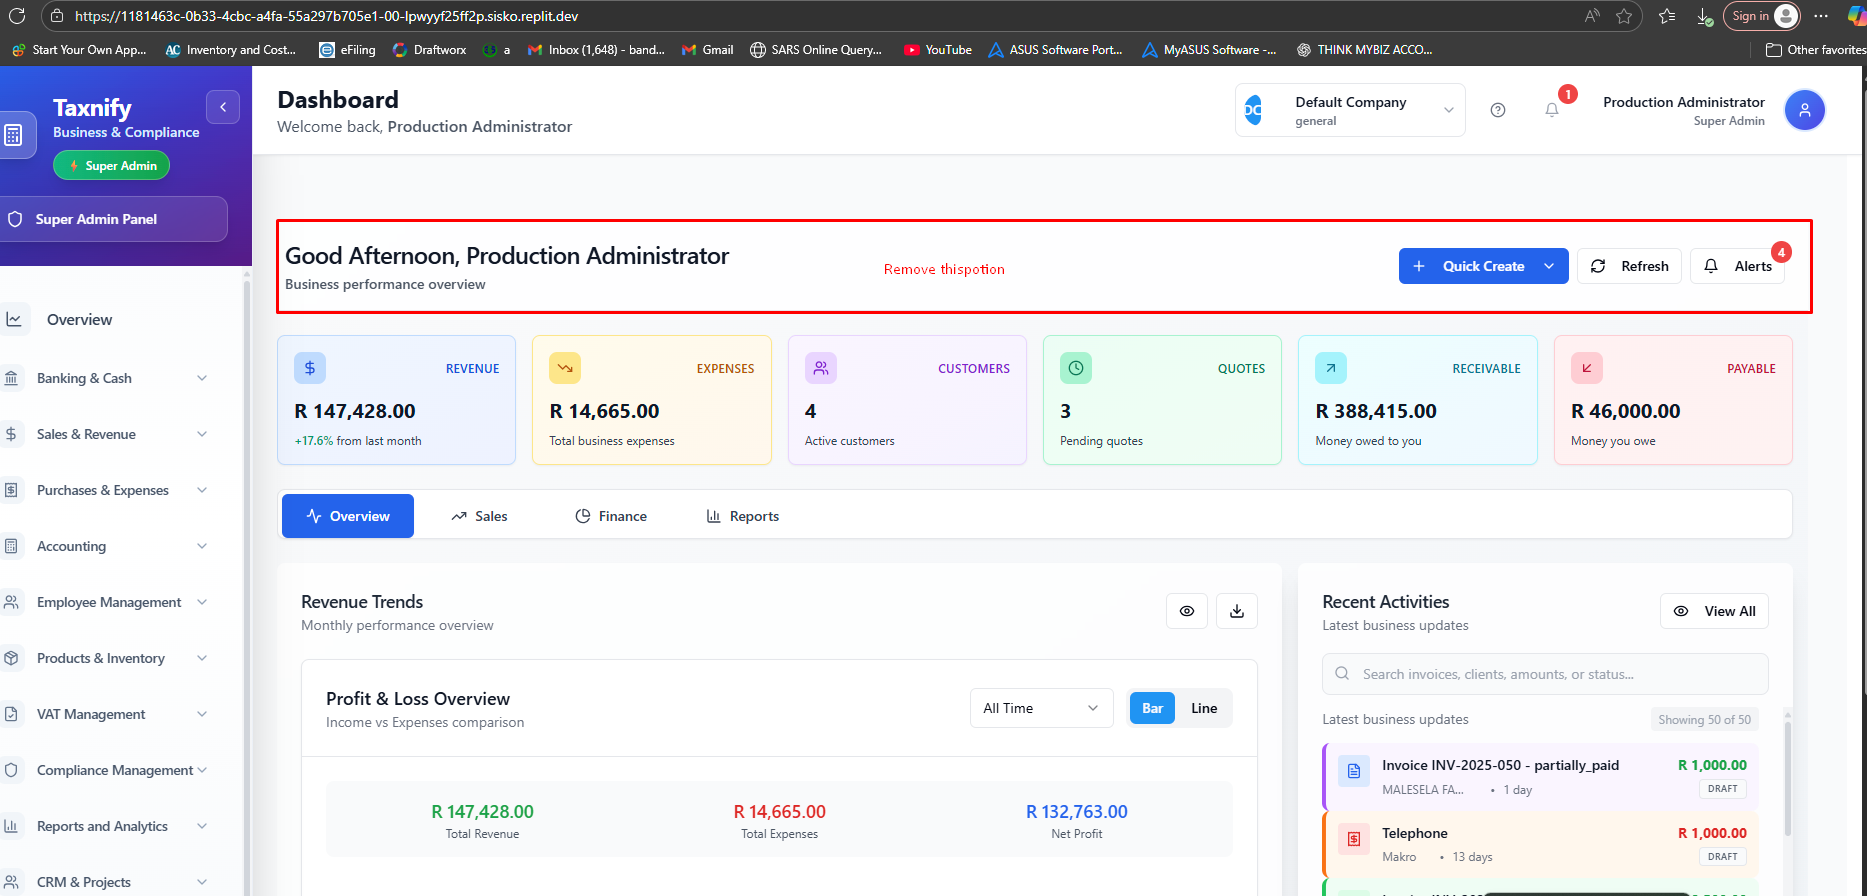 https://1181463c-0b33-4cbc-a4fa-55a297b705e1-00-lpwyyf25ff2p.sisko.replit.dev
Sign in
Start Your Own App...
AC Inventory and Cost...
eFiling
Draftworx
a
Inbox (1,648) - band...
Gmail
SARS Online Query...
YouTube
ASUS Software Port...
MyASUS Software -...
THINK MYBIZ ACCO...
Other favorites
Taxnify
Business & Compliance
Super Admin
Super Admin Panel
Dashboard
Welcome back, Production Administrator
DC
Default Company
general
1
Production Administrator
Super Admin
Good Afternoon, Production Administrator
Business performance overview
Remove thispotion
Quick Create
Refresh
Alerts
4
Overview
Banking & Cash
Sales & Revenue
Purchases & Expenses
Accounting
Employee Management
Products & Inventory
VAT Management
Compliance Management
Reports and Analytics
CRM & Projects
REVENUE
R 147,428.00
+17.6% from last month
EXPENSES
R 14,665.00
Total business expenses
CUSTOMERS
4
Active customers
QUOTES
3
Pending quotes
RECEIVABLE
R 388,415.00
Money owed to you
PAYABLE
R 46,000.00
Money you owe
Overview
Sales
Finance
Reports
Revenue Trends
Monthly performance overview
Profit & Loss Overview
Income vs Expenses comparison
All Time
Bar
Line
R 147,428.00
Total Revenue
R 14,665.00
Total Expenses
R 132,763.00
Net Profit
Recent Activities
Latest business updates
View All
Search invoices, clients, amounts, or status...
Latest business updates
Showing 50 of 50
Invoice INV-2025-050 - partially_paid
R 1,000.00
MALESELA FA... • 1 day
DRAFT
Telephone
R 1,000.00
Makro • 13 days
DRAFT